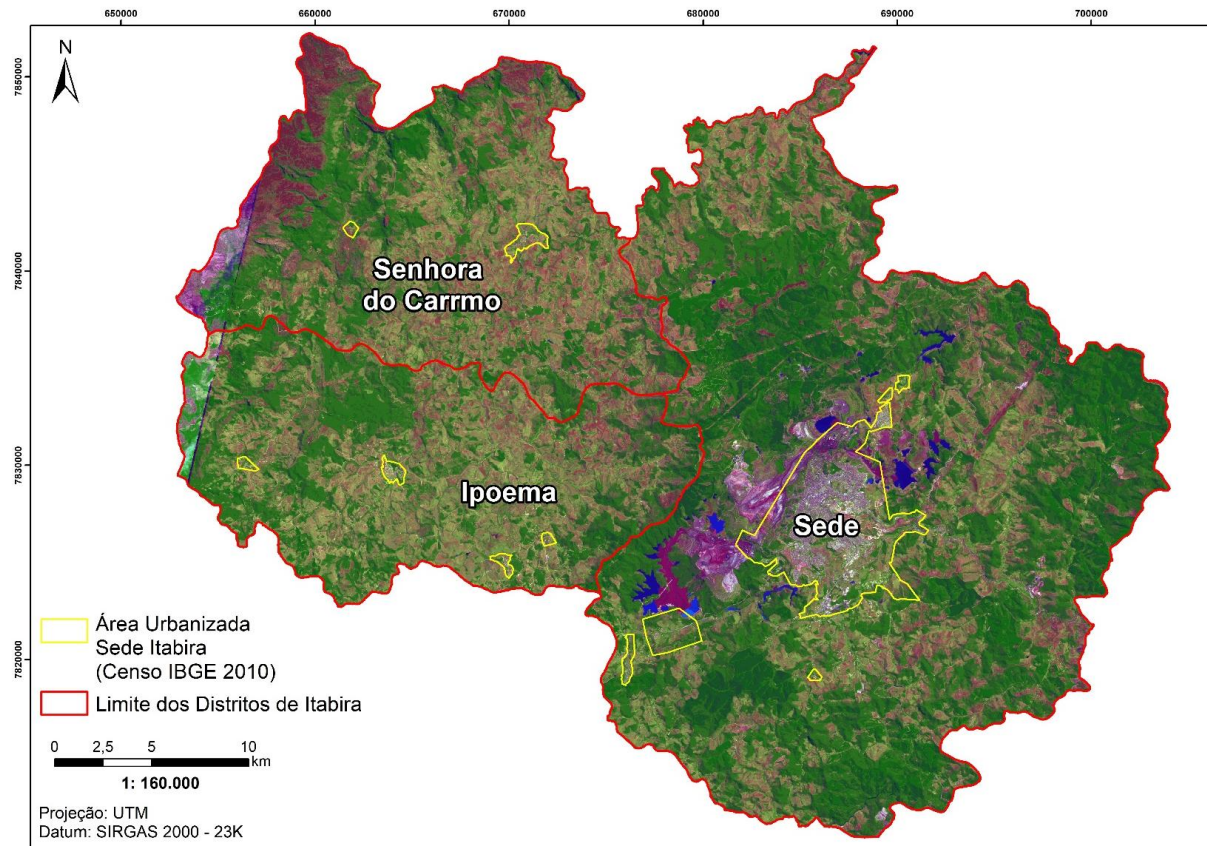 650000
660000
670000
680000
690000
700000
N
7850000
7840000
7830000
7820000
Senhora
do Carrmo
Ipoema
Sede
Área Urbanizada
Sede Itabira
(Censo IBGE 2010)
Limite dos Distritos de Itabira
0 2,5 5 10
km
1: 160.000
Projeção: UTM
Datum: SIRGAS 2000 - 23K